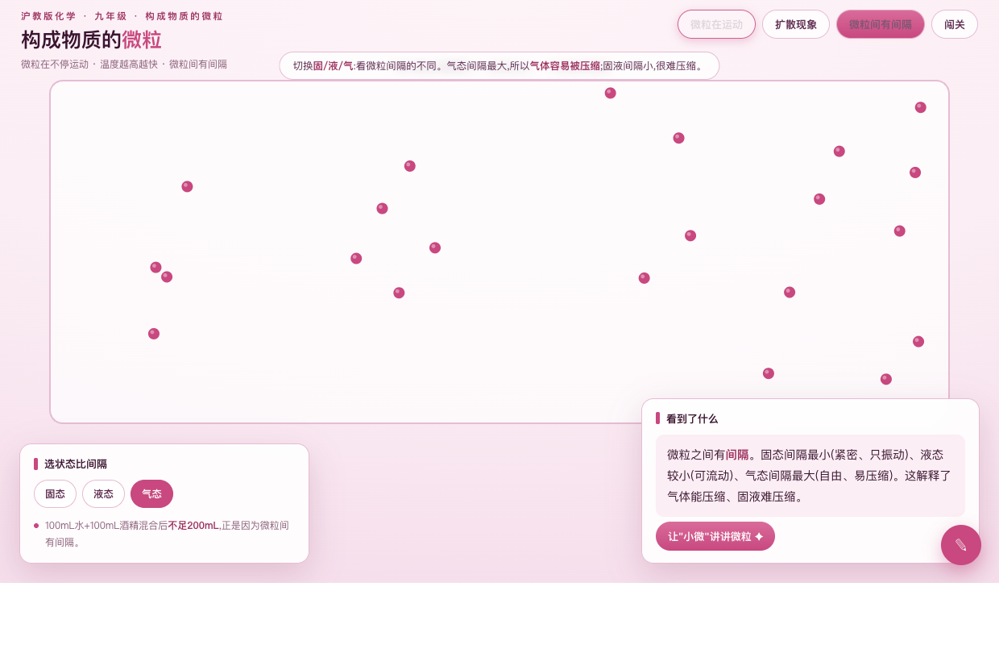 沪教版化学 · 九年级 · 构成物质的微粒
构成物质的微粒
微粒在不停运动 · 温度越高越快 · 微粒间有间隔
微粒在运动
扩散现象
微粒间有间隔
闯关
切换固/液/气:看微粒间隔的不同。气态间隔最大,所以气体容易被压缩;固液间隔小,很难压缩。
选状态比间隔
固态
液态
气态
100mL水+100mL酒精混合后不足200mL,正是因为微粒间
有间隔。
看到了什么
微粒之间有间隔。固态间隔最小(紧密、只振动)、液态
较小(可流动)、气态间隔最大(自由、易压缩)。这解释了
气体能压缩、固液难压缩。
让"小微"讲讲微粒 ✦